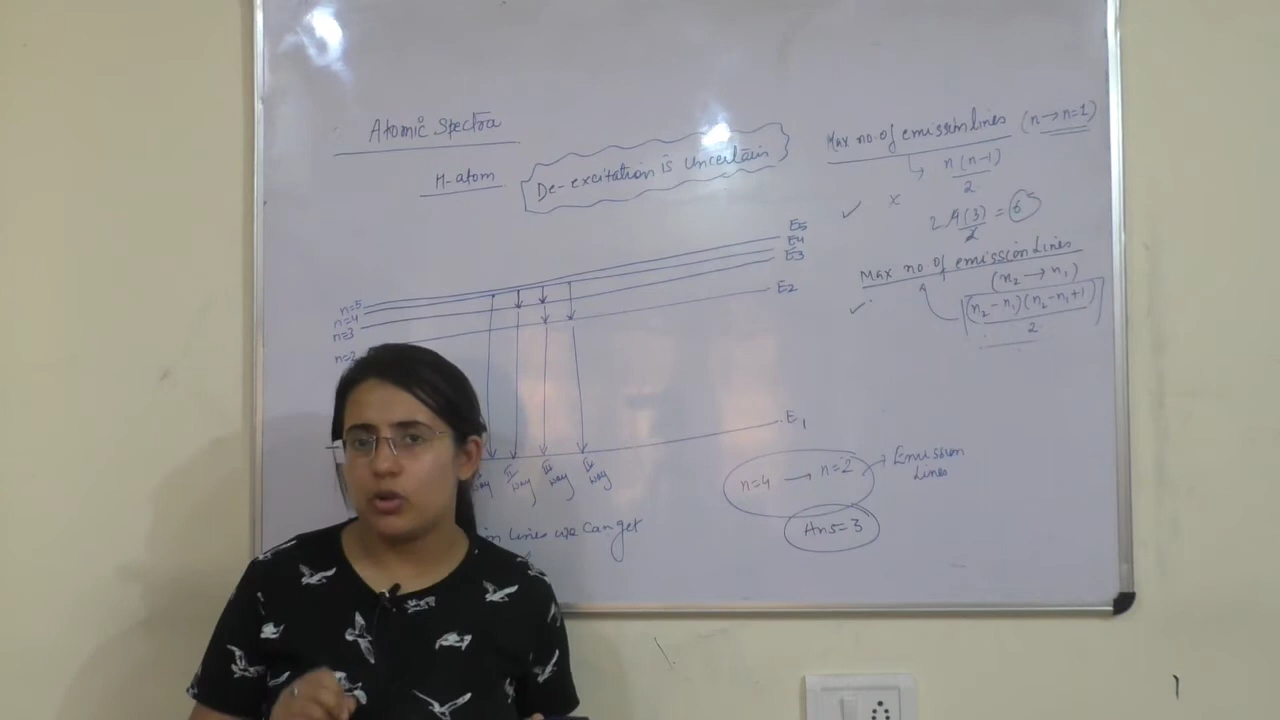 Atomic Spectra
H-atom
De-excitation is Uncertain
Max no. of emission lines (n → n=1)
n(n-1)
2
x
4(3) = 6
2
Max no. of emission lines
(n₂ → n₁)
(n₂-n₁)(n₂-n₁+1)
2
E5
E4
E3
E2
E₁
n=5
n=4
n=3
n=2
way
II way
III way
way
n=4 → n=2 → Emission Lines
Ans=3
lines we can get